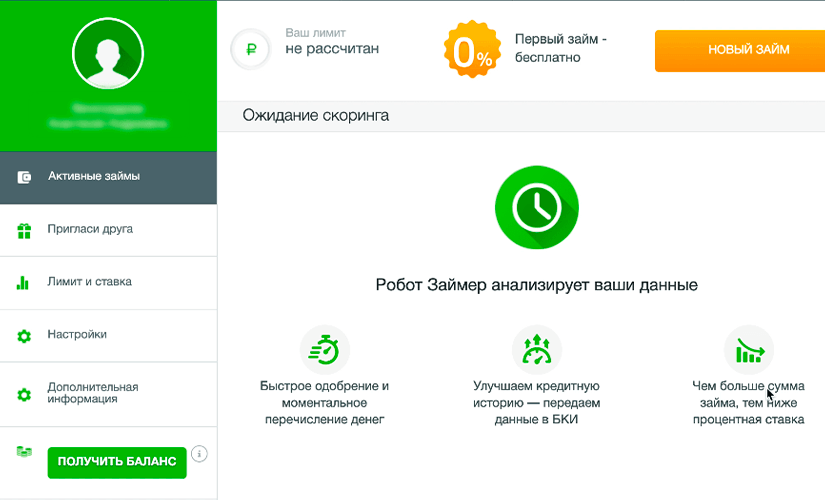 Ваш лимит
не рассчитан
0%
Первый займ -
бесплатно
НОВЫЙ ЗАЙМ
Ожидание скоринга
Активные займы
Пригласи друга
Лимит и ставка
Настройки
Дополнительная
информация
ПОЛУЧИТЬ БАЛАНС
i
Робот Займер анализирует ваши данные
Быстрое одобрение и
моментальное
перечисление денег
Улучшаем кредитную
историю — передаем
данные в БКИ
Чем больше сумма
займа, тем ниже
процентная ставка